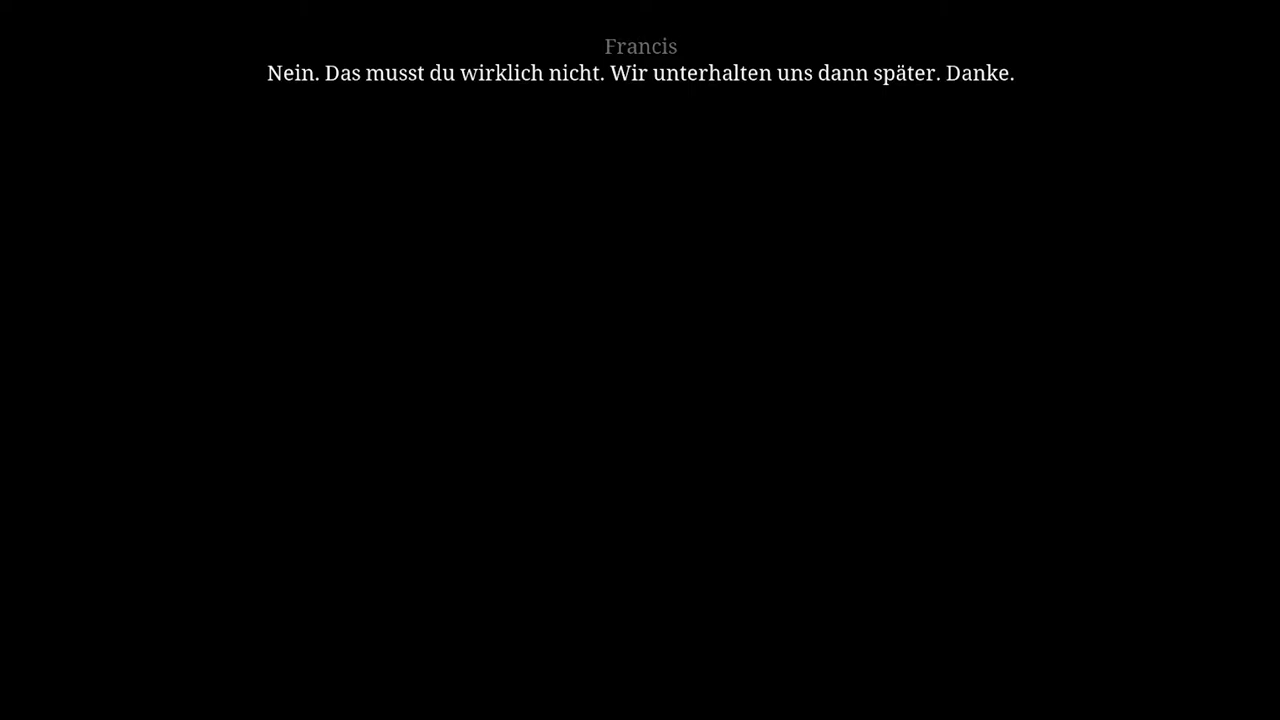 Francis
Nein. Das musst du wirklich nicht. Wir unterhalten uns dann später. Danke.